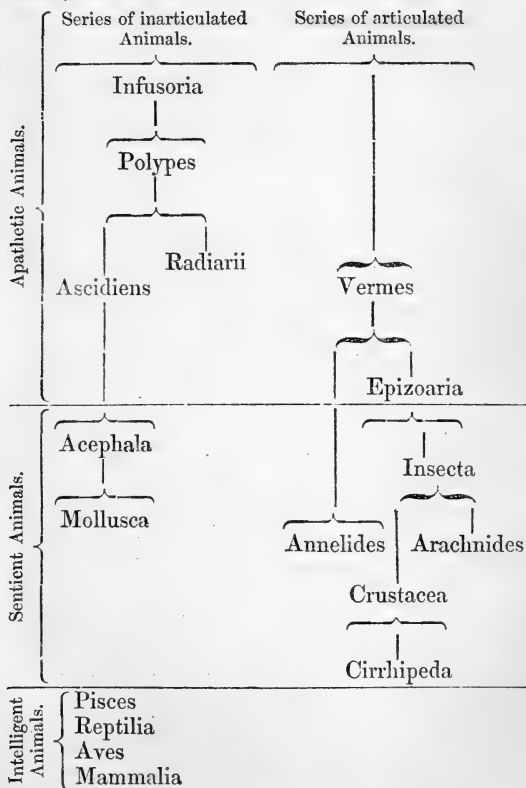 Series of inarticulated
Animals.
Series of articulated
Animals.
Apathetic Animals.
Infusoria
Polypes
Radiarii
Ascidiens
Vermes
Epizoaria
Sentient Animals.
Acephala
Insecta
Mollusca
Annelides
Arachnides
Crustacea
Cirrhipeda
Intelligent
Animals.
Pisces
Reptilia
Aves
Mammalia